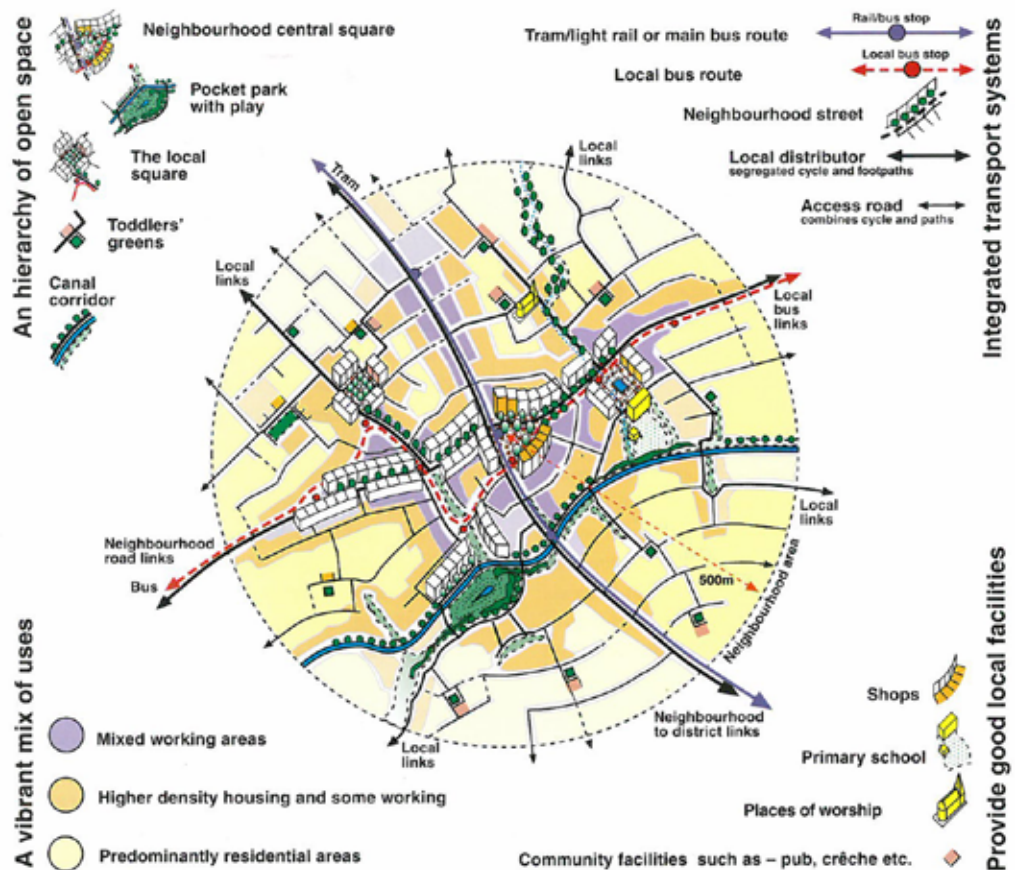 An hierarchy of open space
Neighbourhood central square
Pocket park
with play
The local
square
Toddlers'
greens
Canal
corridor
Integrated transport systems
Tram/light rail or main bus route
Rail/bus stop
Local bus route
Local bus stop
Neighbourhood street
Local distributor
segregated cycle and footpaths
Access road
combines cycle and paths
Tram
Local
links
Local
links
Local
bus
links
Local
links
Neighbourhood
road links
Bus
500m
Neighbourhood area
Neighbourhood
to district links
Local
links
A vibrant mix of uses
Mixed working areas
Higher density housing and some working
Predominantly residential areas
Provide good local facilities
Shops
Primary school
Places of worship
Community facilities such as – pub, crêche etc.